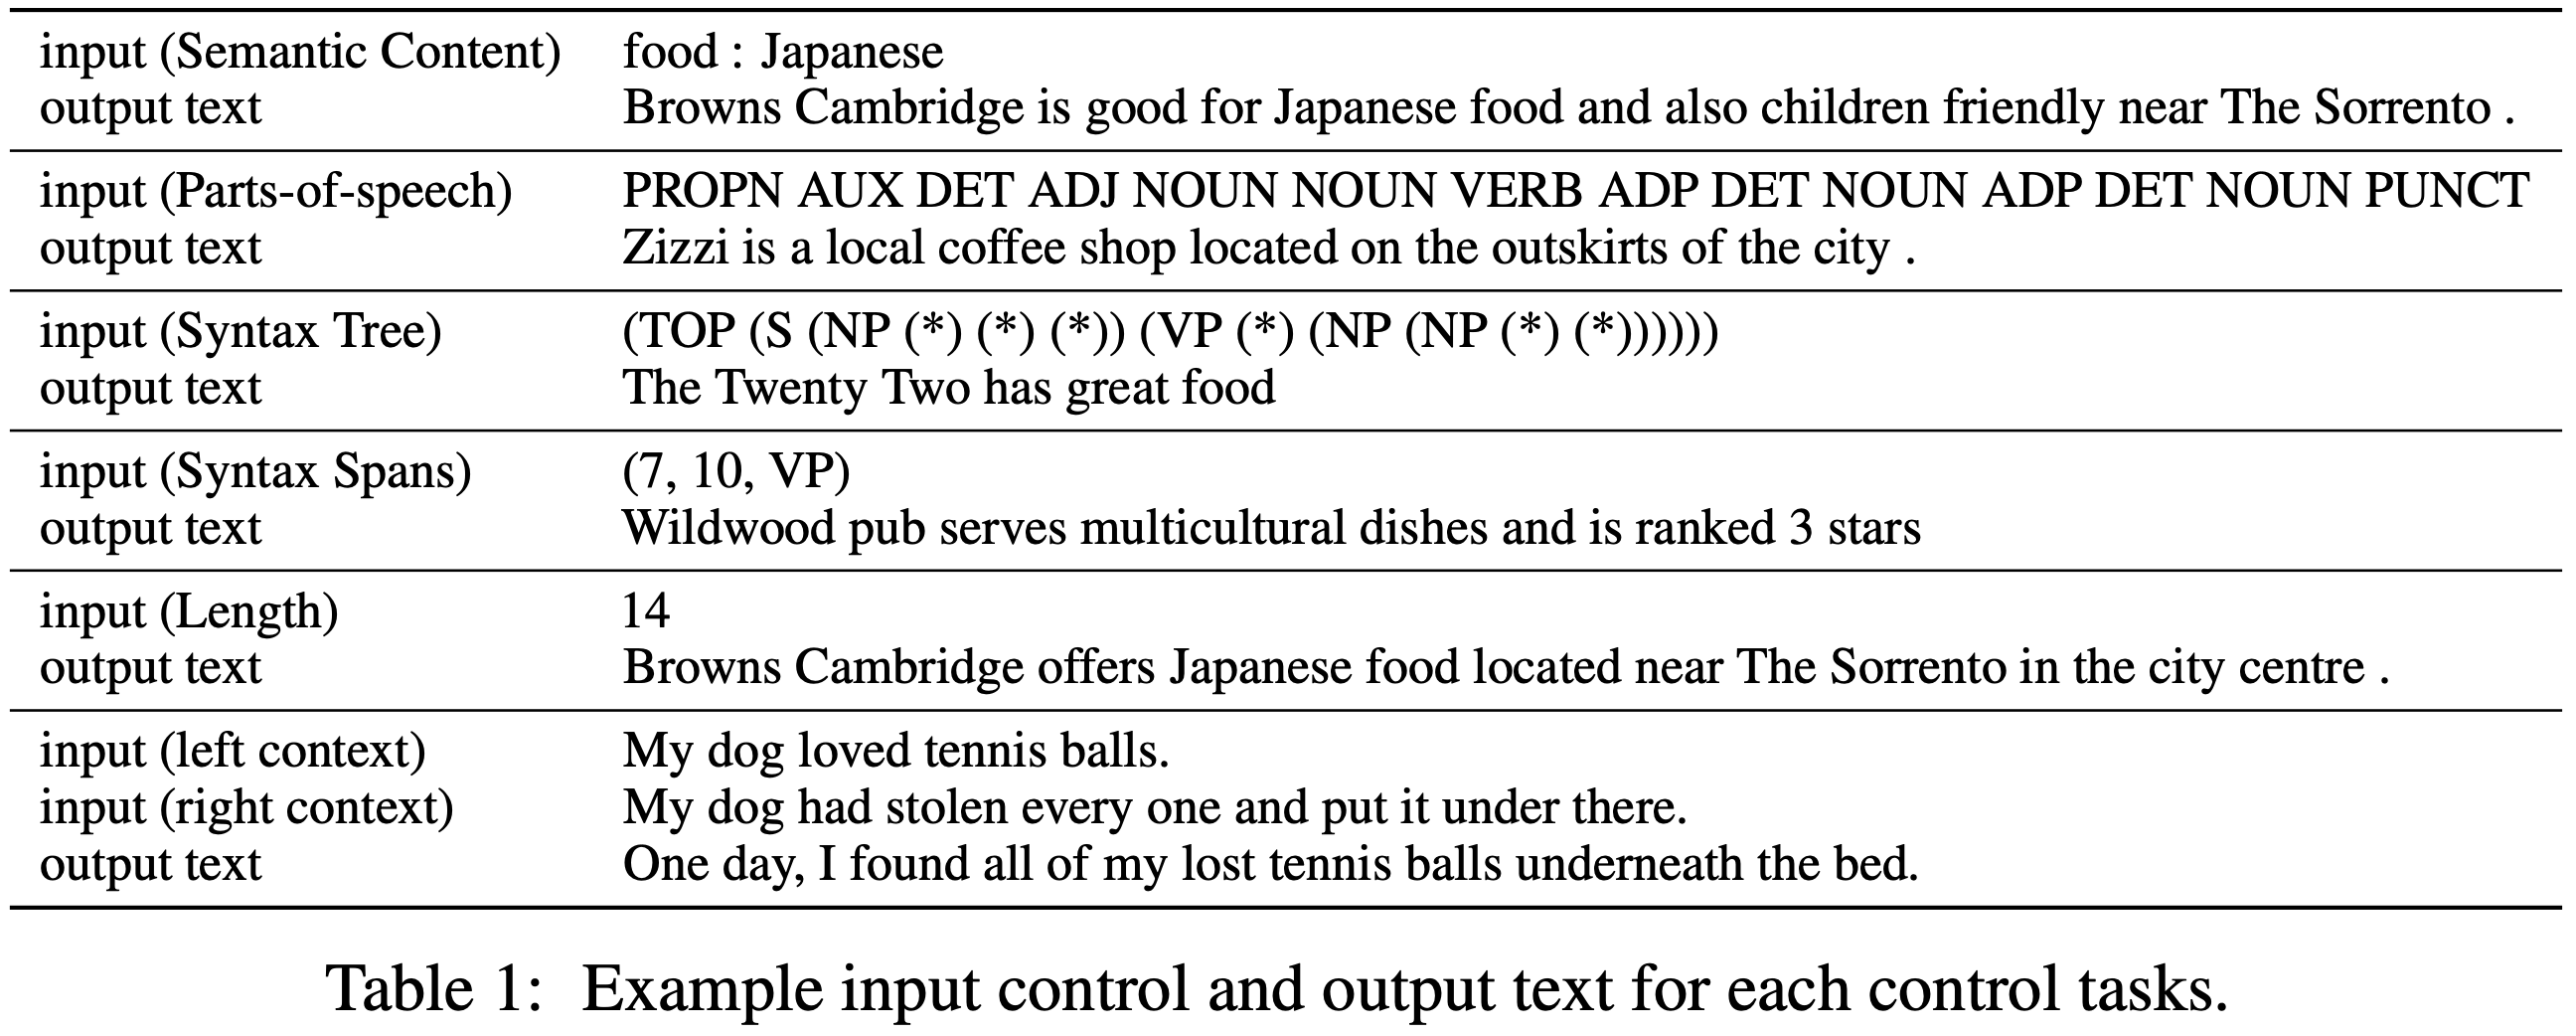 input (Semantic Content) food : Japanese
output text Browns Cambridge is good for Japanese food and also children friendly near The Sorrento .
input (Parts-of-speech) PROPN AUX DET ADJ NOUN NOUN VERB ADP DET NOUN ADP DET NOUN PUNCT
output text Zizzi is a local coffee shop located on the outskirts of the city .
input (Syntax Tree) (TOP (S (NP (*) (*) (*)) (VP (*) (NP (NP (*) (*))))))
output text The Twenty Two has great food
input (Syntax Spans) (7, 10, VP)
output text Wildwood pub serves multicultural dishes and is ranked 3 stars
input (Length) 14
output text Browns Cambridge offers Japanese food located near The Sorrento in the city centre .
input (left context) My dog loved tennis balls.
input (right context) My dog had stolen every one and put it under there.
output text One day, I found all of my lost tennis balls underneath the bed.
Table 1: Example input control and output text for each control tasks.